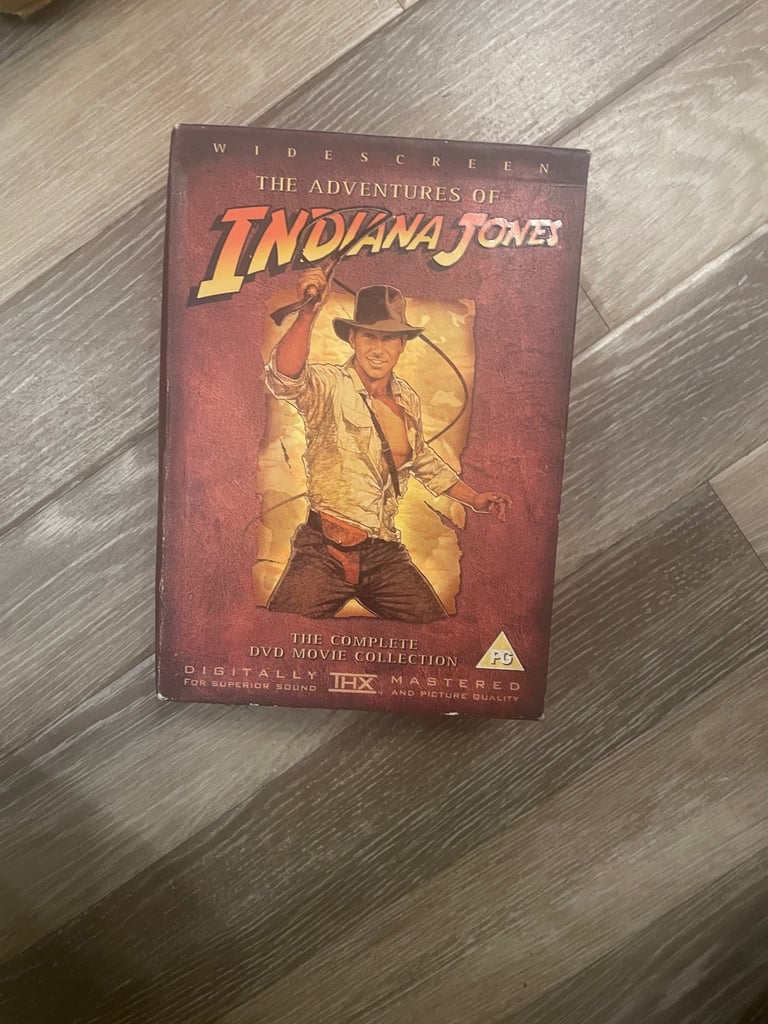 WIDESCREEN
THE ADVENTURES OF
INDIANA JONES
THE COMPLETE
DVD MOVIE COLLECTION
PG
DIGITALLY THX MASTERED
FOR SUPERIOR SOUND AND PICTURE QUALITY